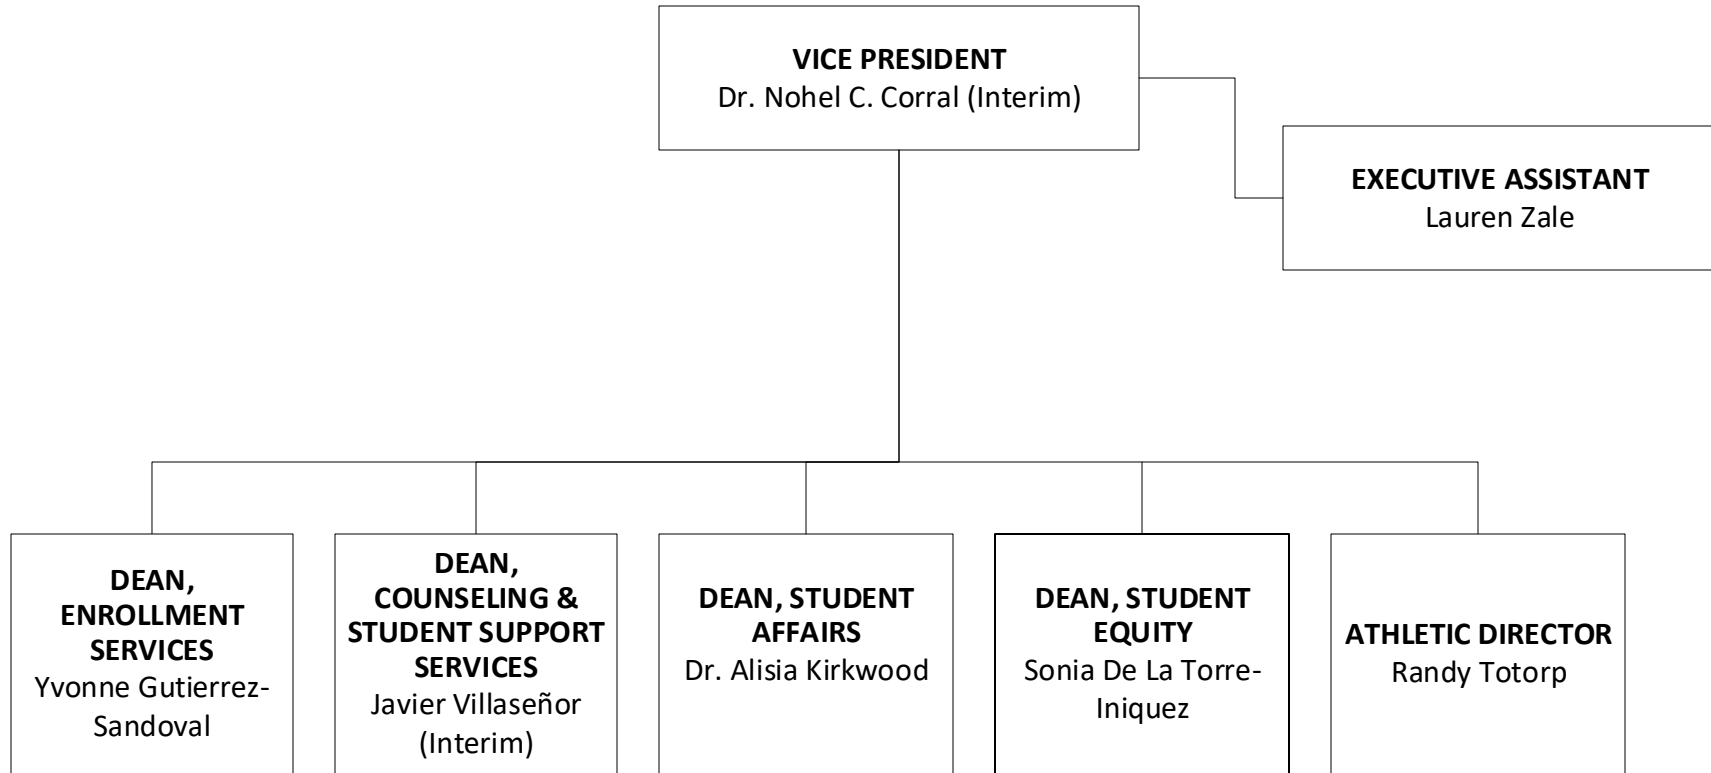 VICE PRESIDENT
Dr. Nohel C. Corral (Interim)
EXECUTIVE ASSISTANT
Lauren Zale
DEAN,
ENROLLMENT
SERVICES
Yvonne Gutierrez-
Sandoval
DEAN,
COUNSELING &
STUDENT SUPPORT
SERVICES
Javier Villaseñor
(Interim)
DEAN, STUDENT
AFFAIRS
Dr. Alisia Kirkwood
DEAN, STUDENT
EQUITY
Sonia De La Torre-
Iniquez
ATHLETIC DIRECTOR
Randy Totorp